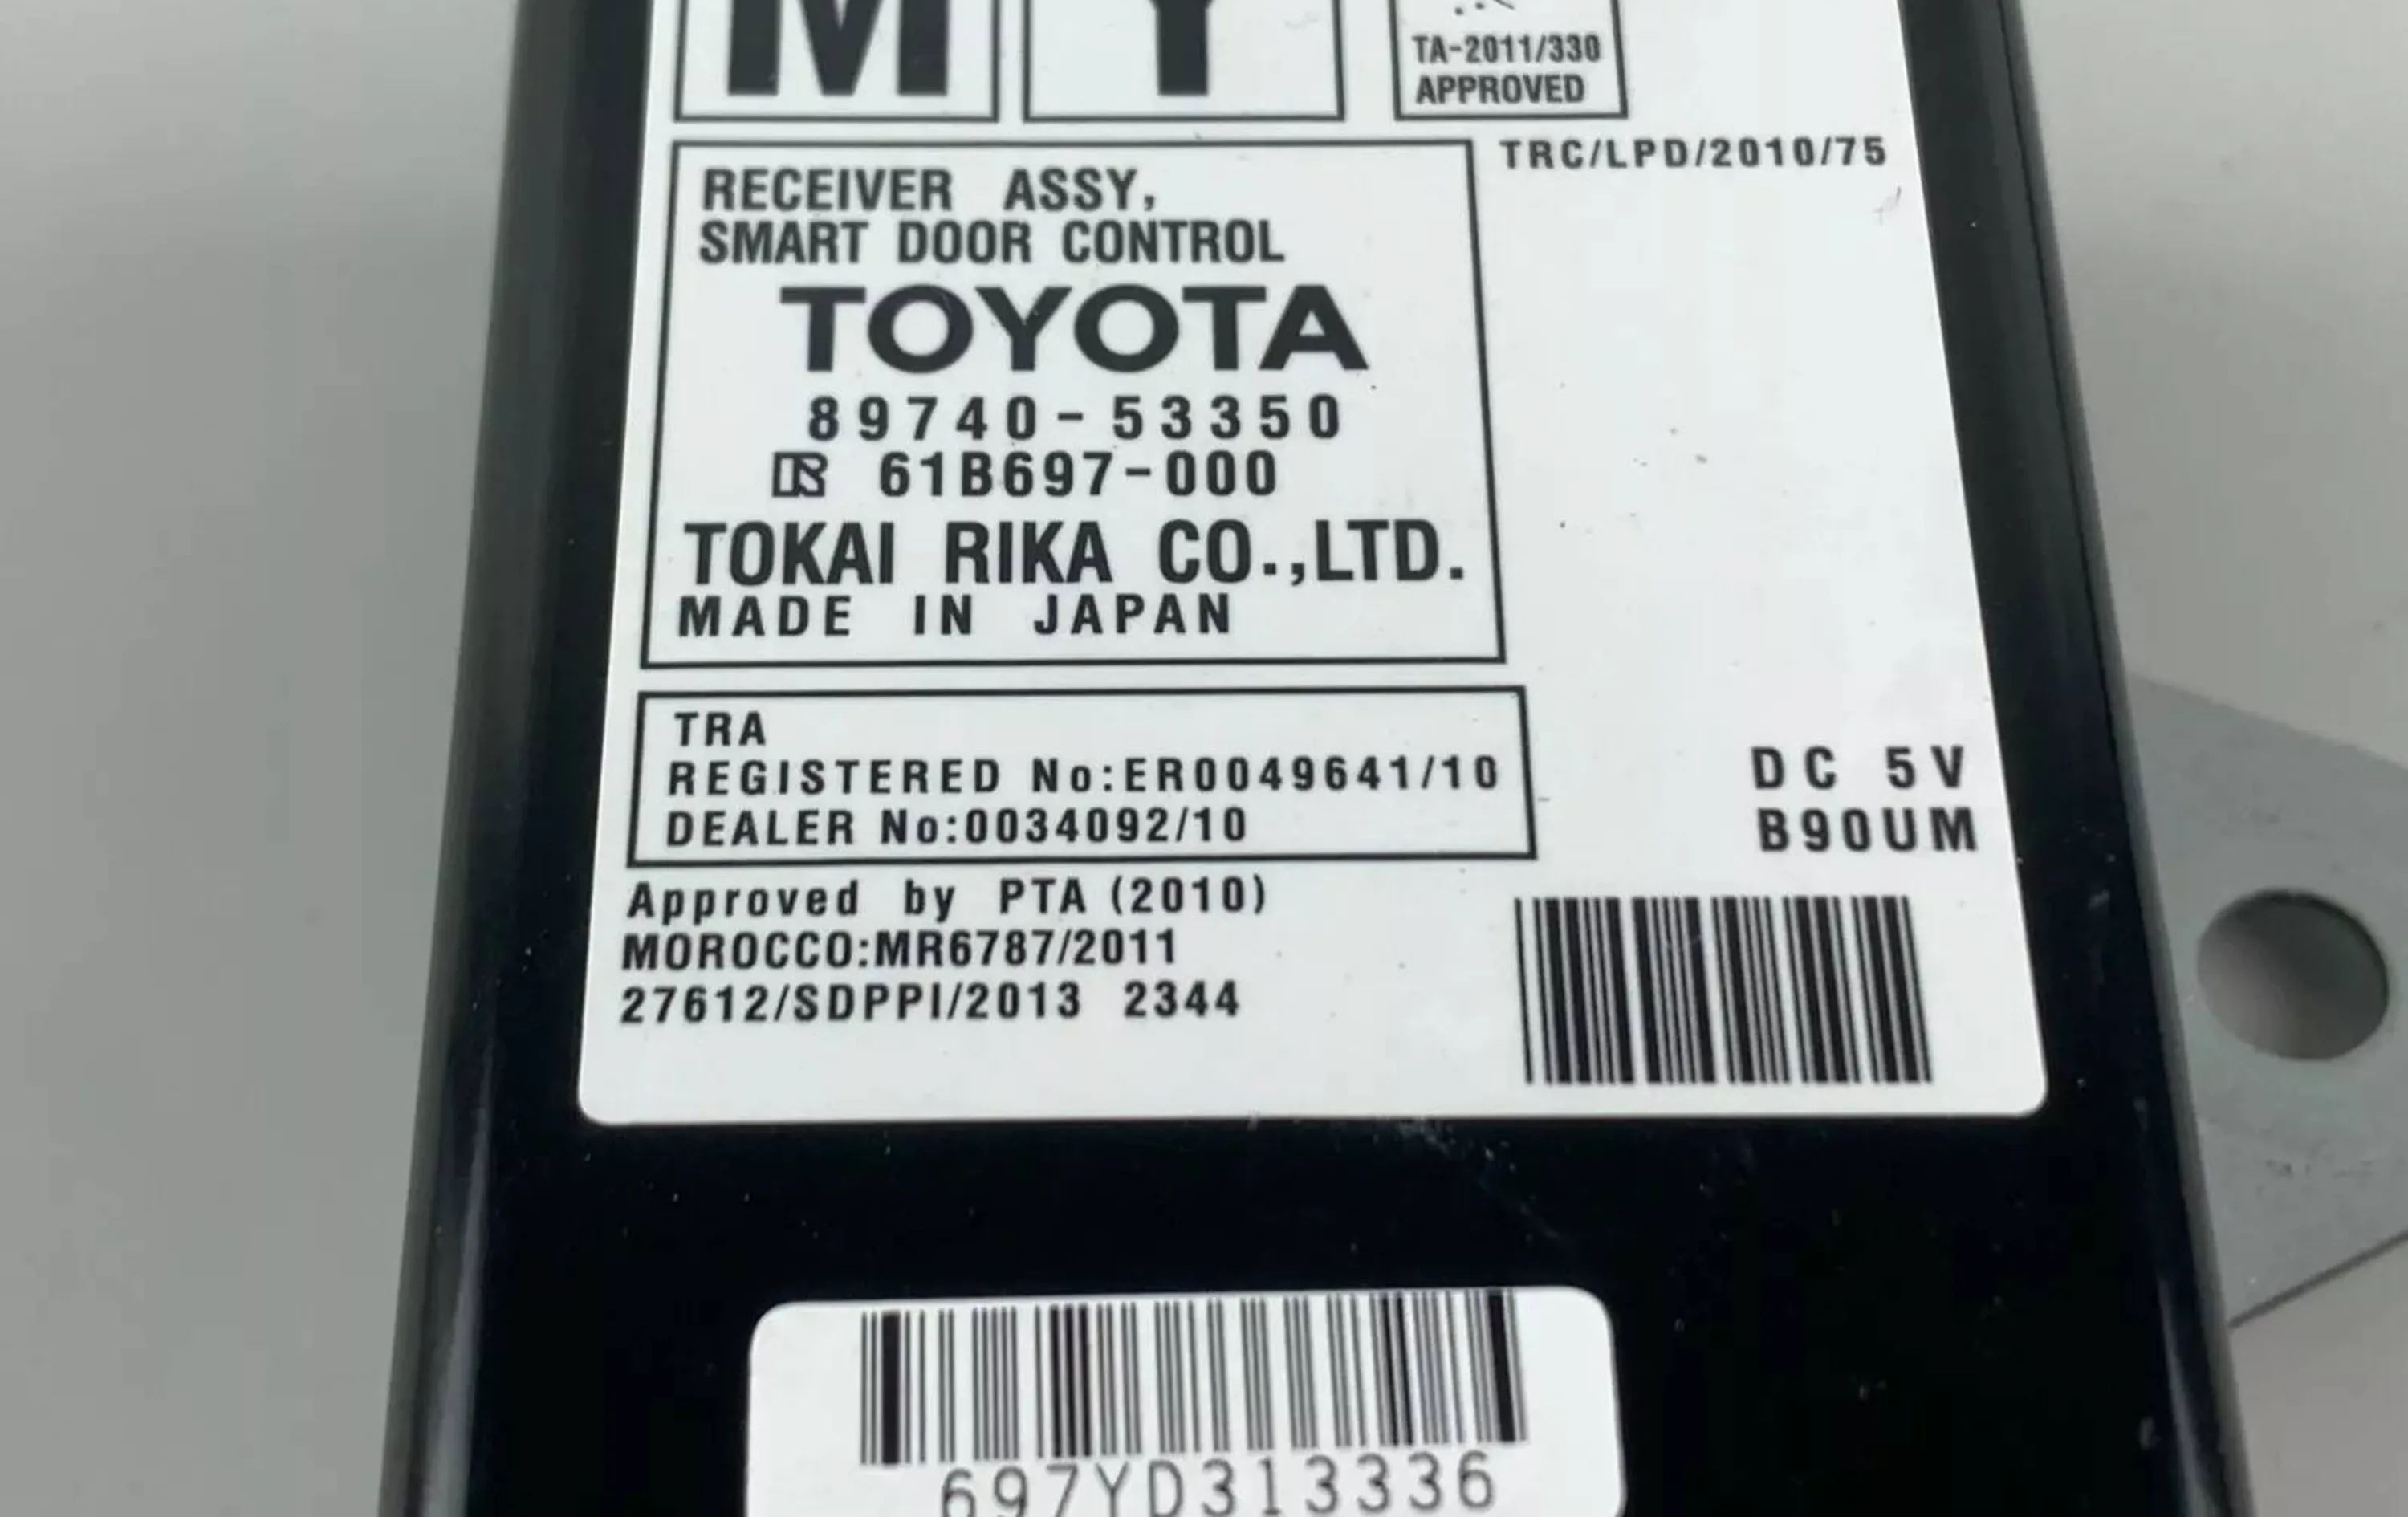 M Y
TA-2011/330
APPROVED
TRC/LPD/2010/75
RECEIVER ASSY,
SMART DOOR CONTROL
TOYOTA
89740-53350
61B697-000
TOKAI RIKA CO.,LTD.
MADE IN JAPAN
TRA
REGISTERED No:ER0049641/10
DEALER No:0034092/10
DC 5V
B90UM
Approved by PTA (2010)
MOROCCO:MR6787/2011
27612/SDPPI/2013 2344
697YD313336